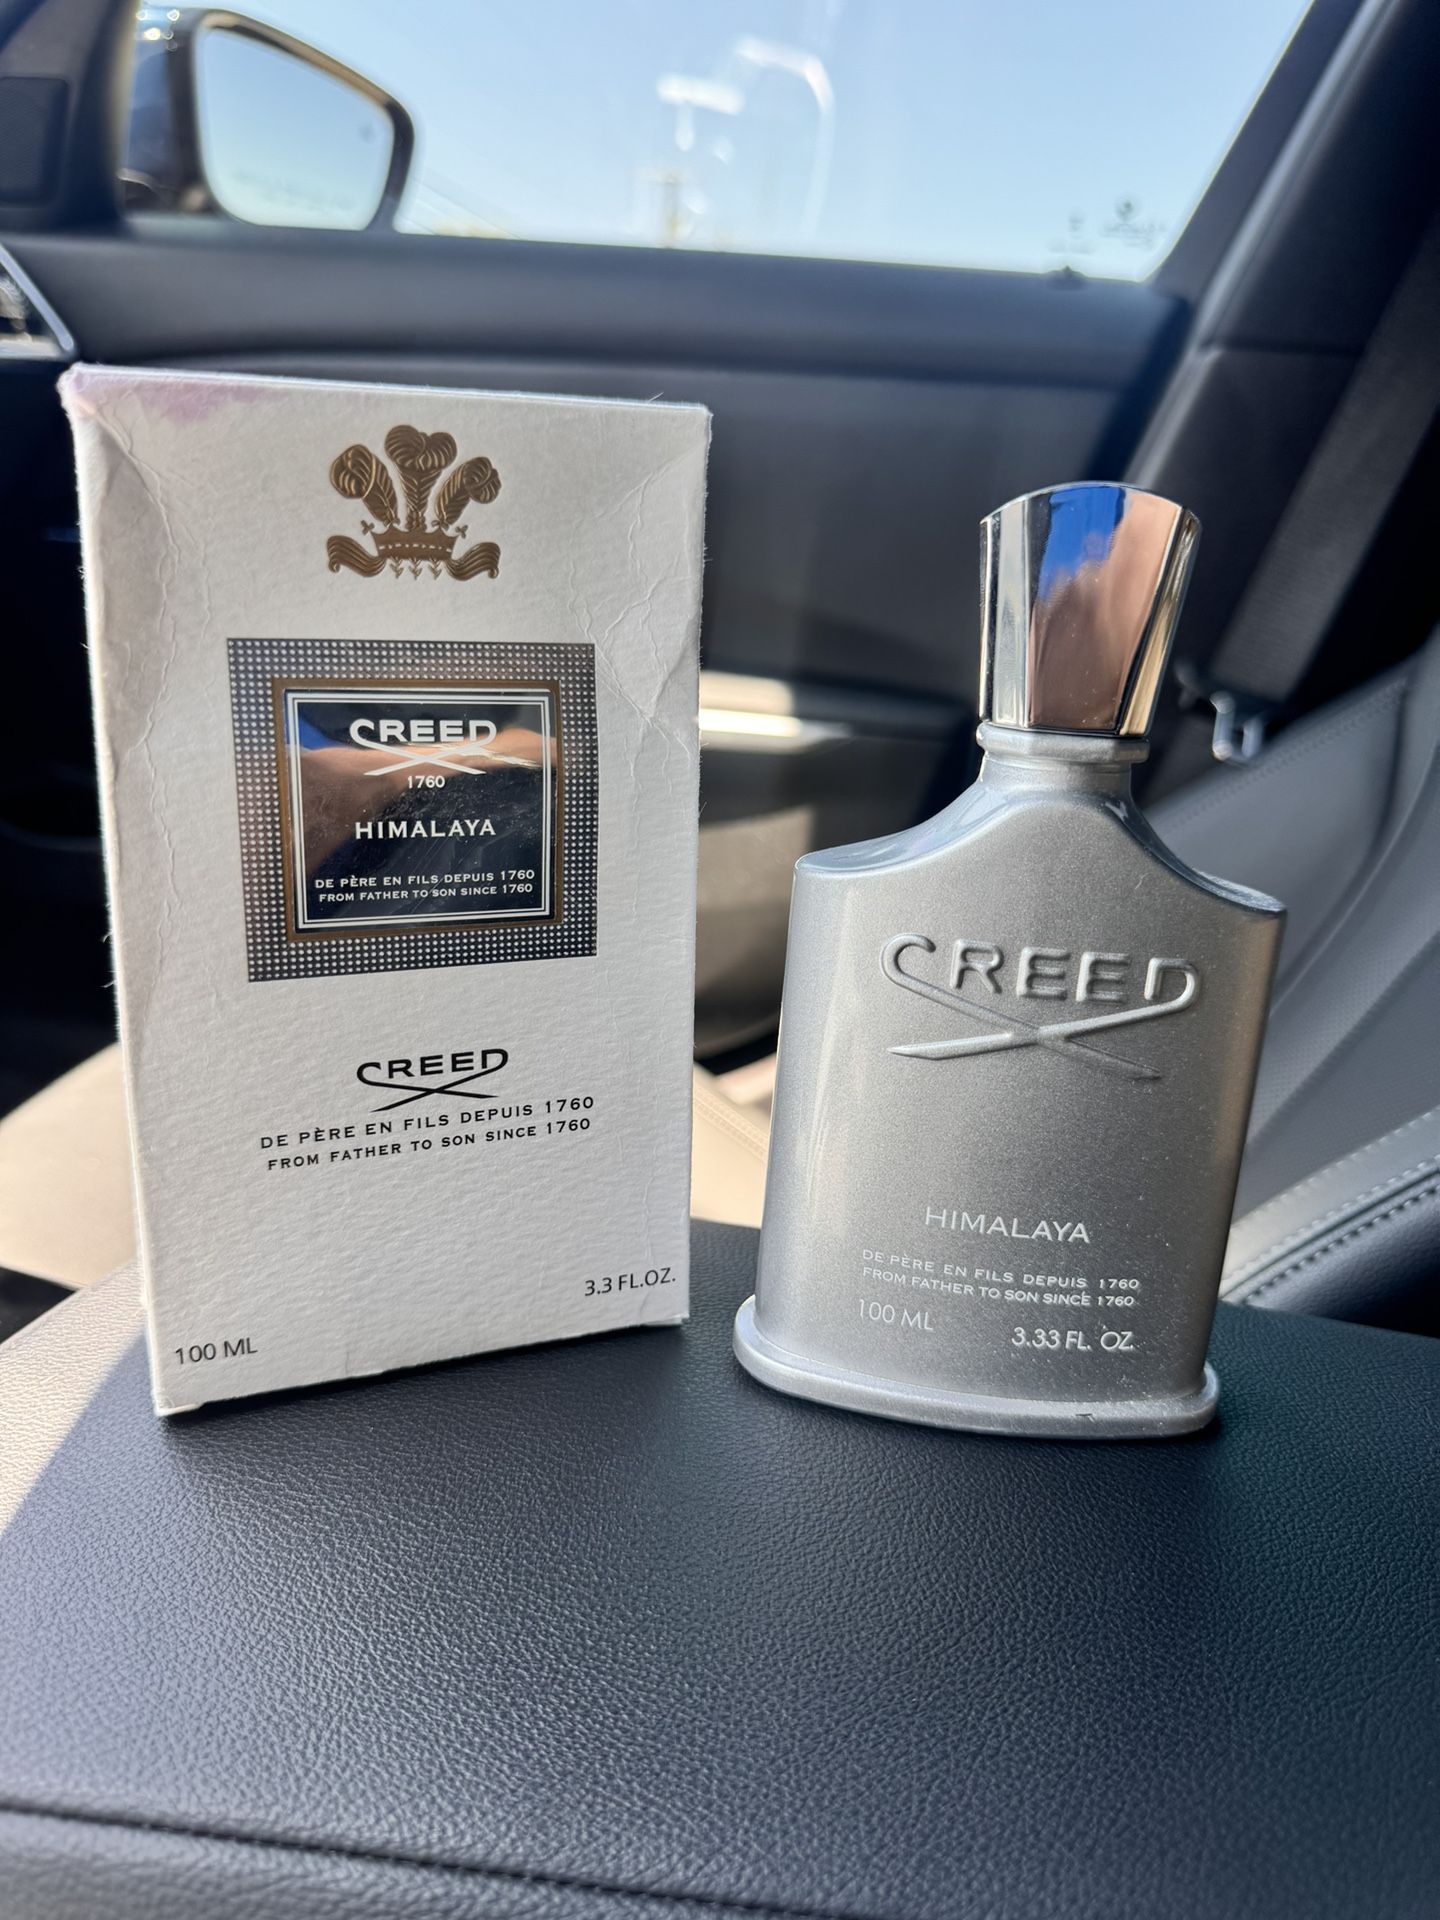 CREED
1760
HIMALAYA
DE PÈRE EN FILS DEPUIS 1760
FROM FATHER TO SON SINCE 1760
CREED
DE PÈRE EN FILS DEPUIS 1760
FROM FATHER TO SON SINCE 1760
3.3 FL.OZ.
100 ML
CREED
HIMALAYA
DE PÈRE EN FILS DEPUIS 1760
FROM FATHER TO SON SINCE 1760
100 ML
3.33 FL. OZ.